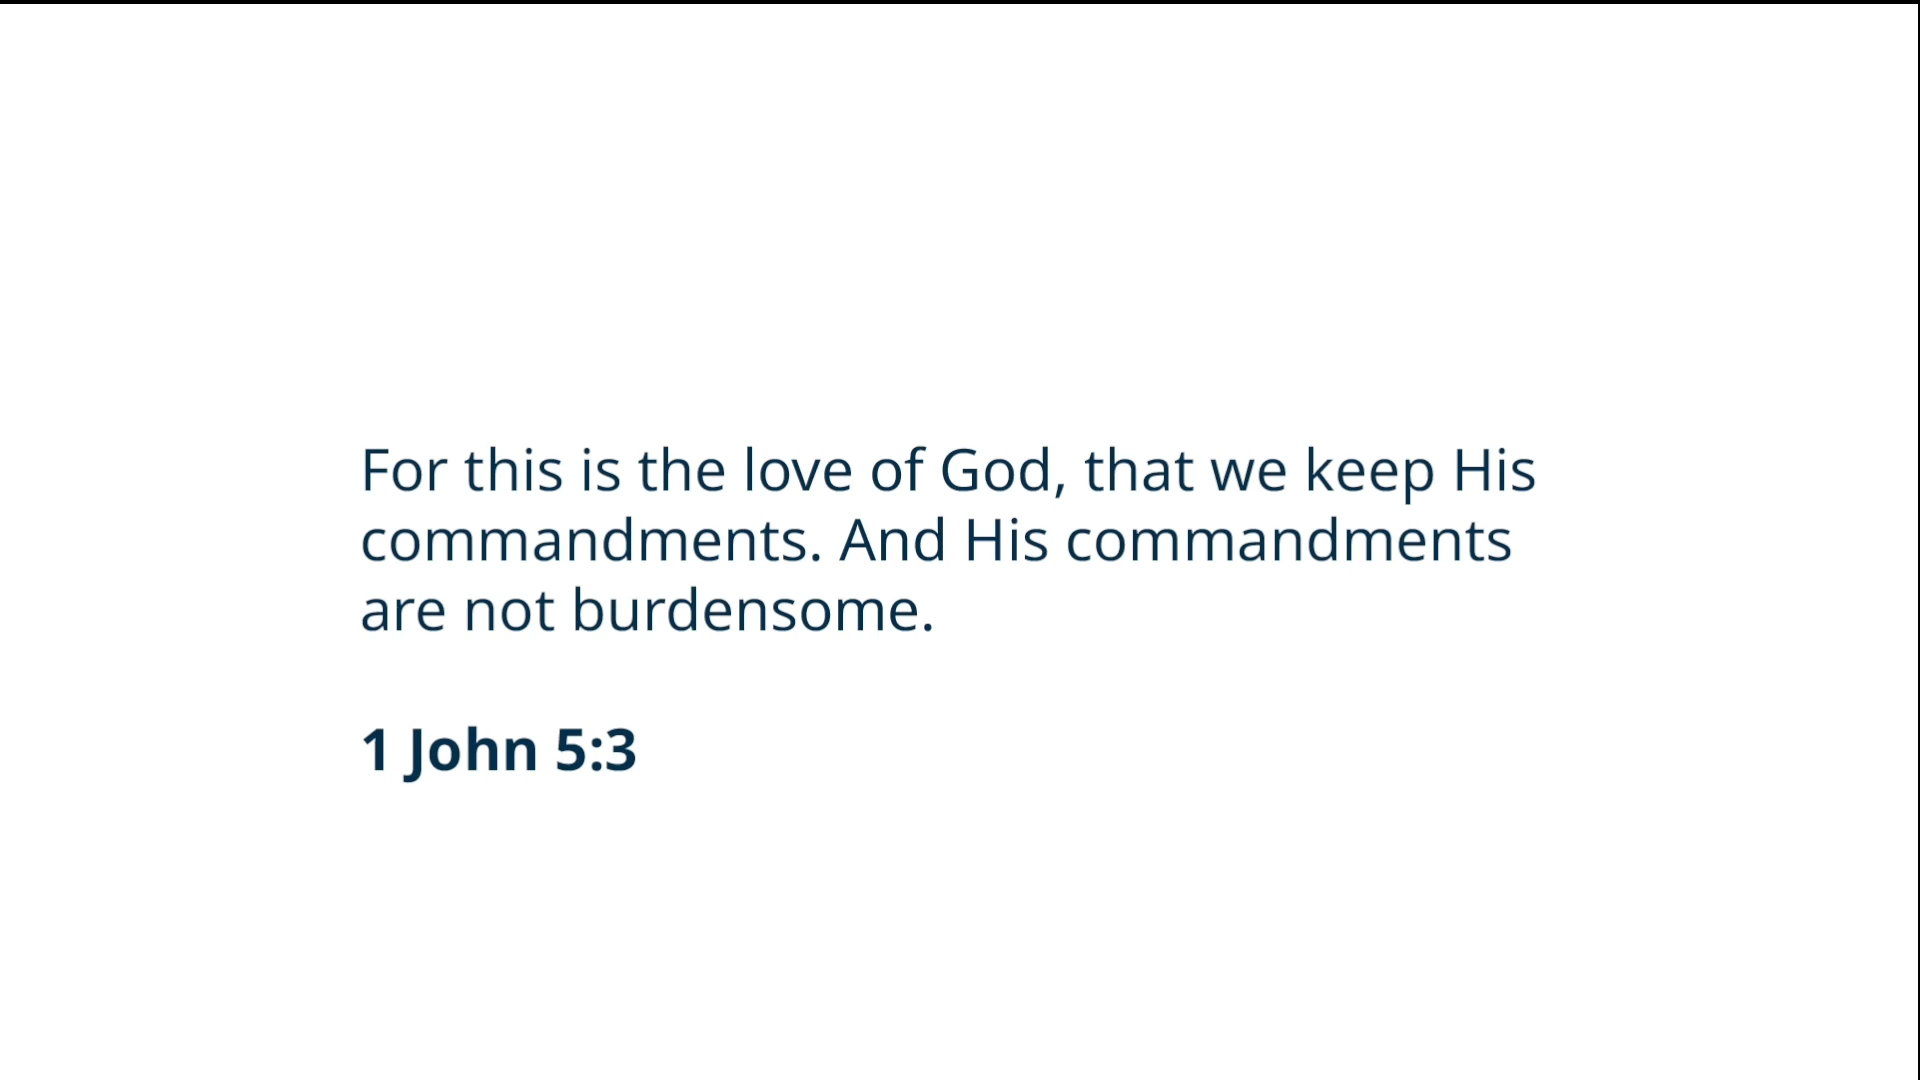 For this is the love of God, that we keep His
commandments. And His commandments
are not burdensome.
1 John 5:3